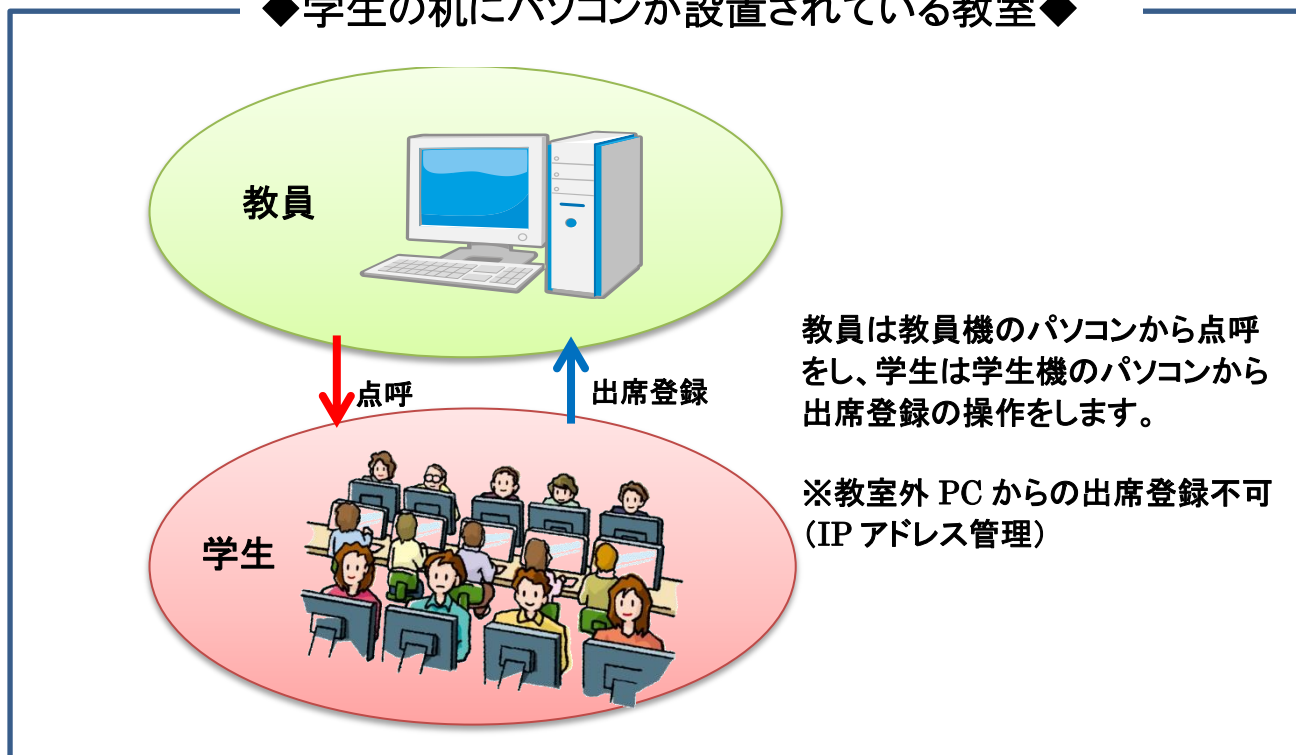 ◆学生の机にパソコンが設置されている教室◆
教員
点呼
出席登録
学生
教員は教員機のパソコンから点呼
をし、学生は学生機のパソコンから
出席登録の操作をします。
※教室外 PC からの出席登録不可
（IP アドレス管理）